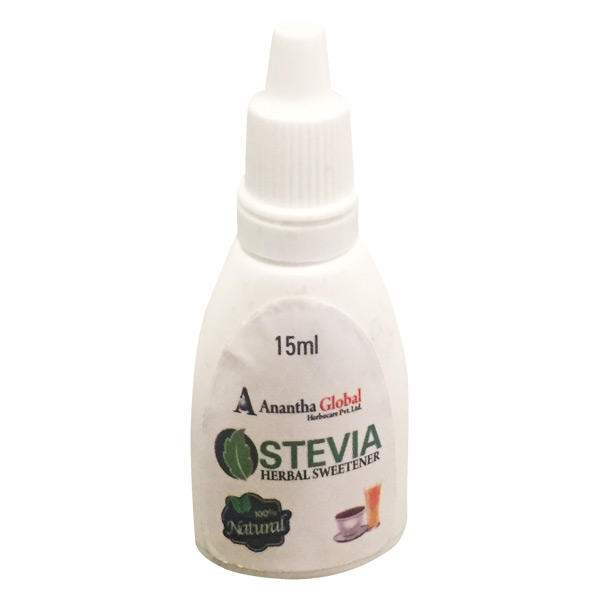 15ml
Anantha Global
Herbocare Pvt. Ltd.
STEVIA
HERBAL SWEETENER
100%
Natural